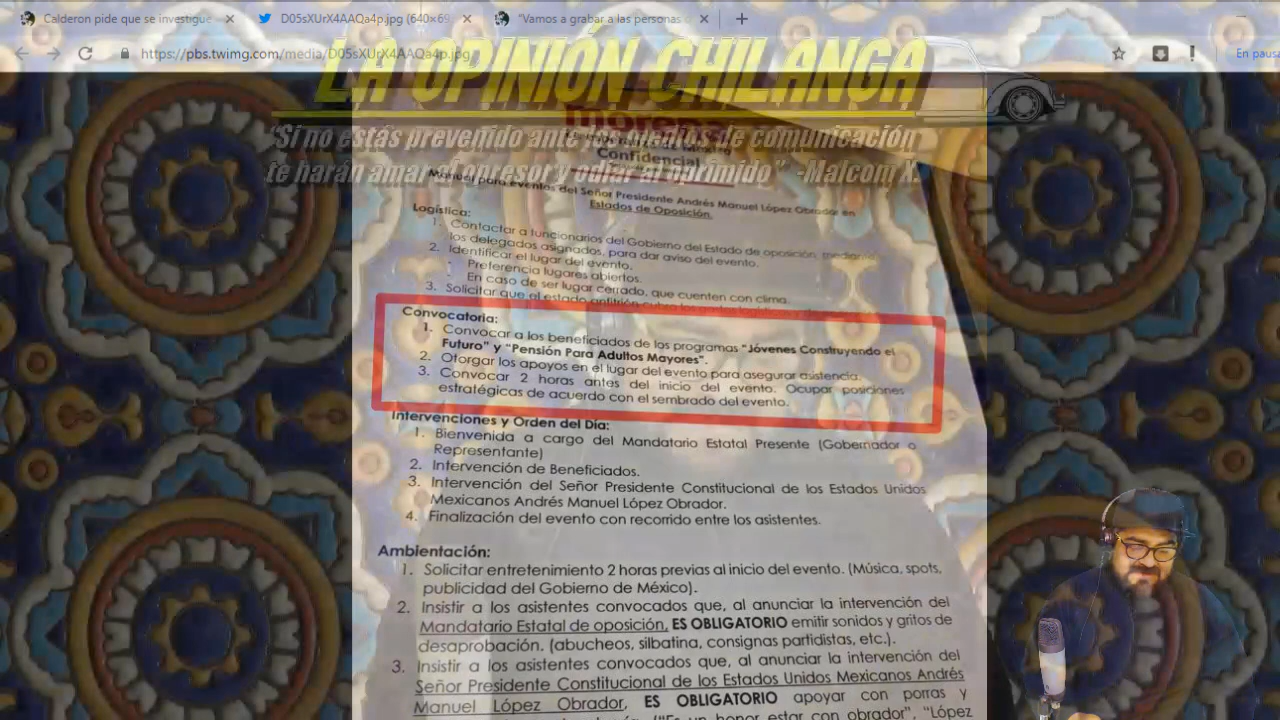 Calderon pide que se investigue
D05sXUrX4AAQa4p.jpg (640×69
"Vamos a grabar a las personas
https://pbs.twimg.com/media/D05sXUrX4AAQa4p.jpg
En paus
LA OPINIÓN CHILANGA
"Si no estás prevenido ante los medios de comunicación
te harán amar al opresor y odiar al oprimido" -Malcom X.
morena
Confidencial
Manual para eventos del Señor Presidente Andrés Manuel López Obrador en
Estados de Oposición.
Logística:
1. Contactar a funcionarios del Gobierno del Estado de oposición, mediante
los delegados asignados, para dar aviso del evento.
2. Identificar el lugar del evento.
- Preferencia lugares abiertos.
- En caso de ser lugar cerrado, que cuenten con clima.
3. Solicitar que el estado anfitrión cubra los gastos
Convocatoria:
1. Convocar a los beneficiados de los programas "Jóvenes Construyendo el
Futuro" y "Pensión Para Adultos Mayores".
2. Otorgar los apoyos en el lugar del evento para asegurar asistencia.
3. Convocar 2 horas antes del inicio del evento. Ocupar posiciones
estratégicas de acuerdo con el sembrado del evento.
Intervenciones y Orden del Día:
1. Bienvenida a cargo del Mandatario Estatal Presente (Gobernador o
Representante)
2. Intervención de Beneficiados.
3. Intervención del Señor Presidente Constitucional de los Estados Unidos
Mexicanos Andrés Manuel López Obrador.
4. Finalización del evento con recorrido entre los asistentes.
Ambientación:
1. Solicitar entretenimiento 2 horas previas al inicio del evento. (Música, spots,
publicidad del Gobierno de México).
2. Insistir a los asistentes convocados que, al anunciar la intervención del
Mandatario Estatal de oposición, ES OBLIGATORIO emitir sonidos y gritos de
desaprobación. (abucheos, silbatina, consignas partidistas, etc.).
3. Insistir a los asistentes convocados que, al anunciar la intervención del
Señor Presidente Constitucional de los Estados Unidos Mexicanos Andrés
Manuel López Obrador, ES OBLIGATORIO apoyar con porras y
("Es un honor estar con obrador", "López